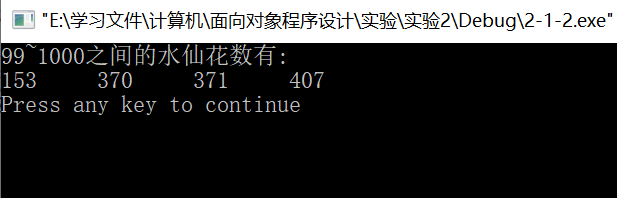 "E:\学习文件\计算机\面向对象程序设计\实验\实验2\Debug\2-1-2.exe"
99~1000之间的水仙花数有:
153     370     371     407
Press any key to continue